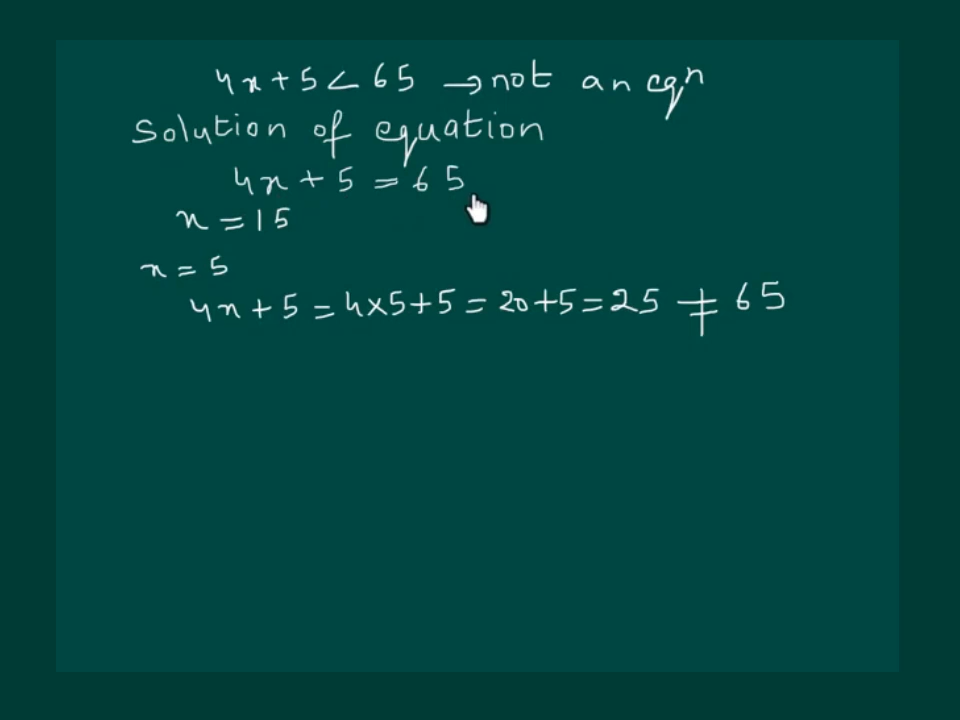 4x + 5 < 65 → not an eqn
Solution of equation
4x + 5 = 65
x = 15
x = 5
4x + 5 = 4×5+5 = 20+5 = 25 ≠ 65